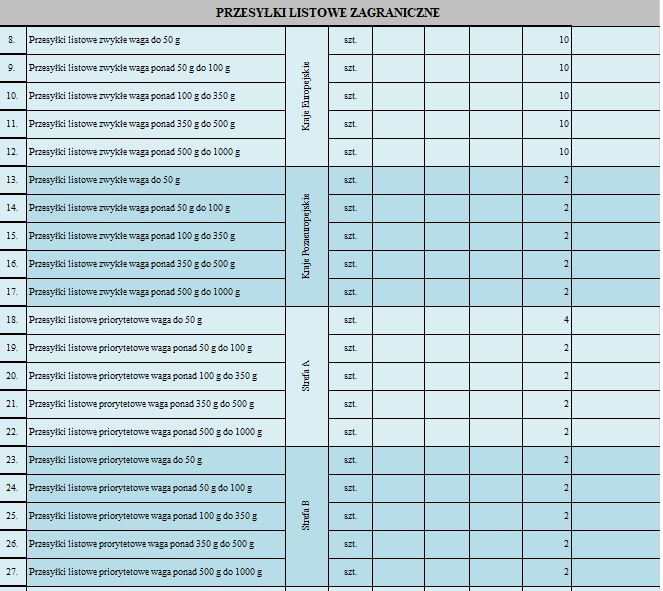 PRZESYŁKI LISTOWE ZAGRANICZNE
8. Przesyłki listowe zwykłe waga do 50 g szt. 10
9. Przesyłki listowe zwykłe waga ponad 50 g do 100 g szt. 10
10. Przesyłki listowe zwykłe waga ponad 100 g do 350 g szt. 10
11. Przesyłki listowe zwykłe waga ponad 350 g do 500 g szt. 10
12. Przesyłki listowe zwykłe waga ponad 500 g do 1000 g szt. 10
Kraje Europejskie
13. Przesyłki listowe zwykłe waga do 50 g szt. 2
14. Przesyłki listowe zwykłe waga ponad 50 g do 100 g szt. 2
15. Przesyłki listowe zwykłe waga ponad 100 g do 350 g szt. 2
16. Przesyłki listowe zwykłe waga ponad 350 g do 500 g szt. 2
17. Przesyłki listowe zwykłe waga ponad 500 g do 1000 g szt. 2
Kraje Pozaeuropejskie
18. Przesyłki listowe priorytetowe waga do 50 g szt. 4
19. Przesyłki listowe priorytetowe waga ponad 50 g do 100 g szt. 2
20. Przesyłki listowe priorytetowe waga ponad 100 g do 350 g szt. 2
21. Przesyłki listowe prorytetowe waga ponad 350 g do 500 g szt. 2
22. Przesyłki listowe priorytetowe waga ponad 500 g do 1000 g szt. 2
Strefa A
23. Przesyłki listowe priorytetowe waga do 50 g szt. 2
24. Przesyłki listowe priorytetowe waga ponad 50 g do 100 g szt. 2
25. Przesyłki listowe priorytetowe waga ponad 100 g do 350 g szt. 2
26. Przesyłki listowe prorytetowe waga ponad 350 g do 500 g szt. 2
27. Przesyłki listowe priorytetowe waga ponad 500 g do 1000 g szt. 2
Strefa B